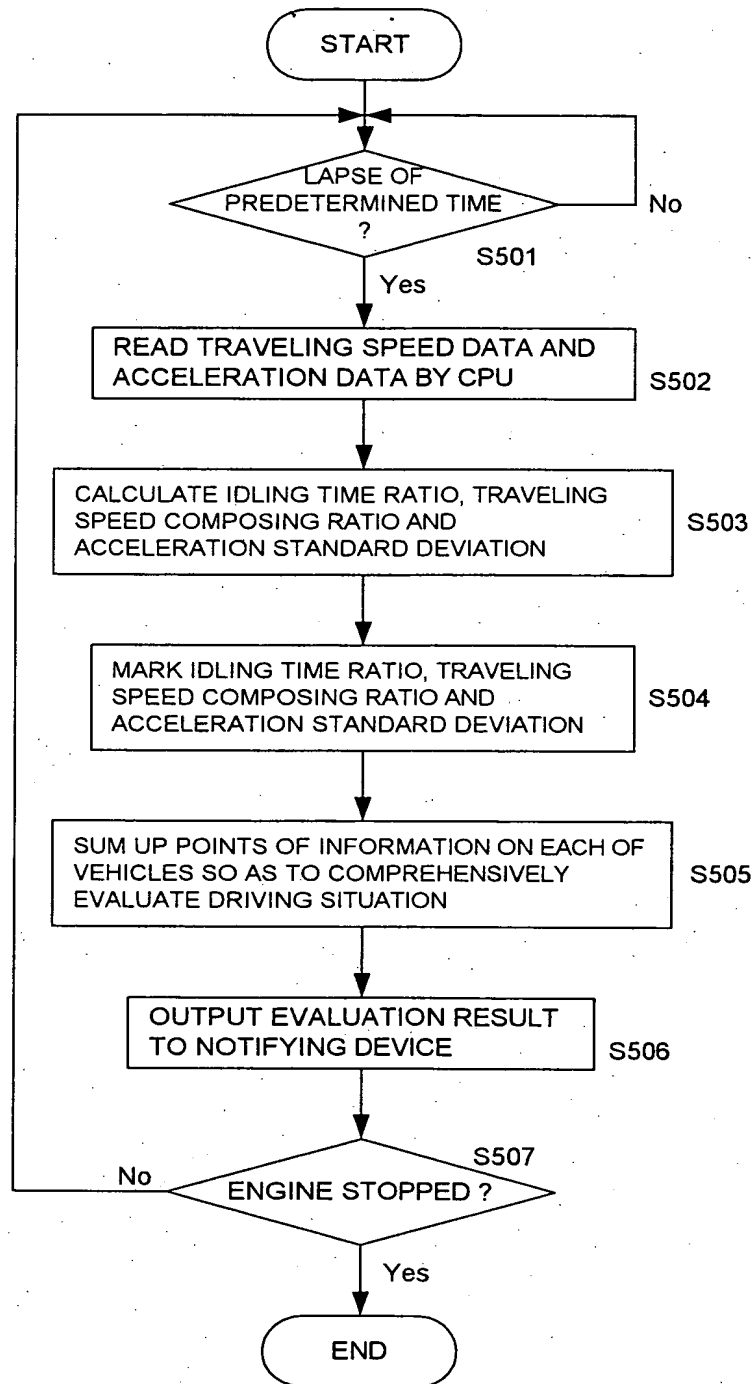 START
LAPSE OF
PREDETERMINED TIME
?
No
S501
Yes
READ TRAVELING SPEED DATA AND
ACCELERATION DATA BY CPU
S502
CALCULATE IDLING TIME RATIO, TRAVELING
SPEED COMPOSING RATIO AND
ACCELERATION STANDARD DEVIATION
S503
MARK IDLING TIME RATIO, TRAVELING
SPEED COMPOSING RATIO AND
ACCELERATION STANDARD DEVIATION
S504
SUM UP POINTS OF INFORMATION ON EACH OF
VEHICLES SO AS TO COMPREHENSIVELY
EVALUATE DRIVING SITUATION
S505
OUTPUT EVALUATION RESULT
TO NOTIFYING DEVICE
S506
S507
No
ENGINE STOPPED ?
Yes
END